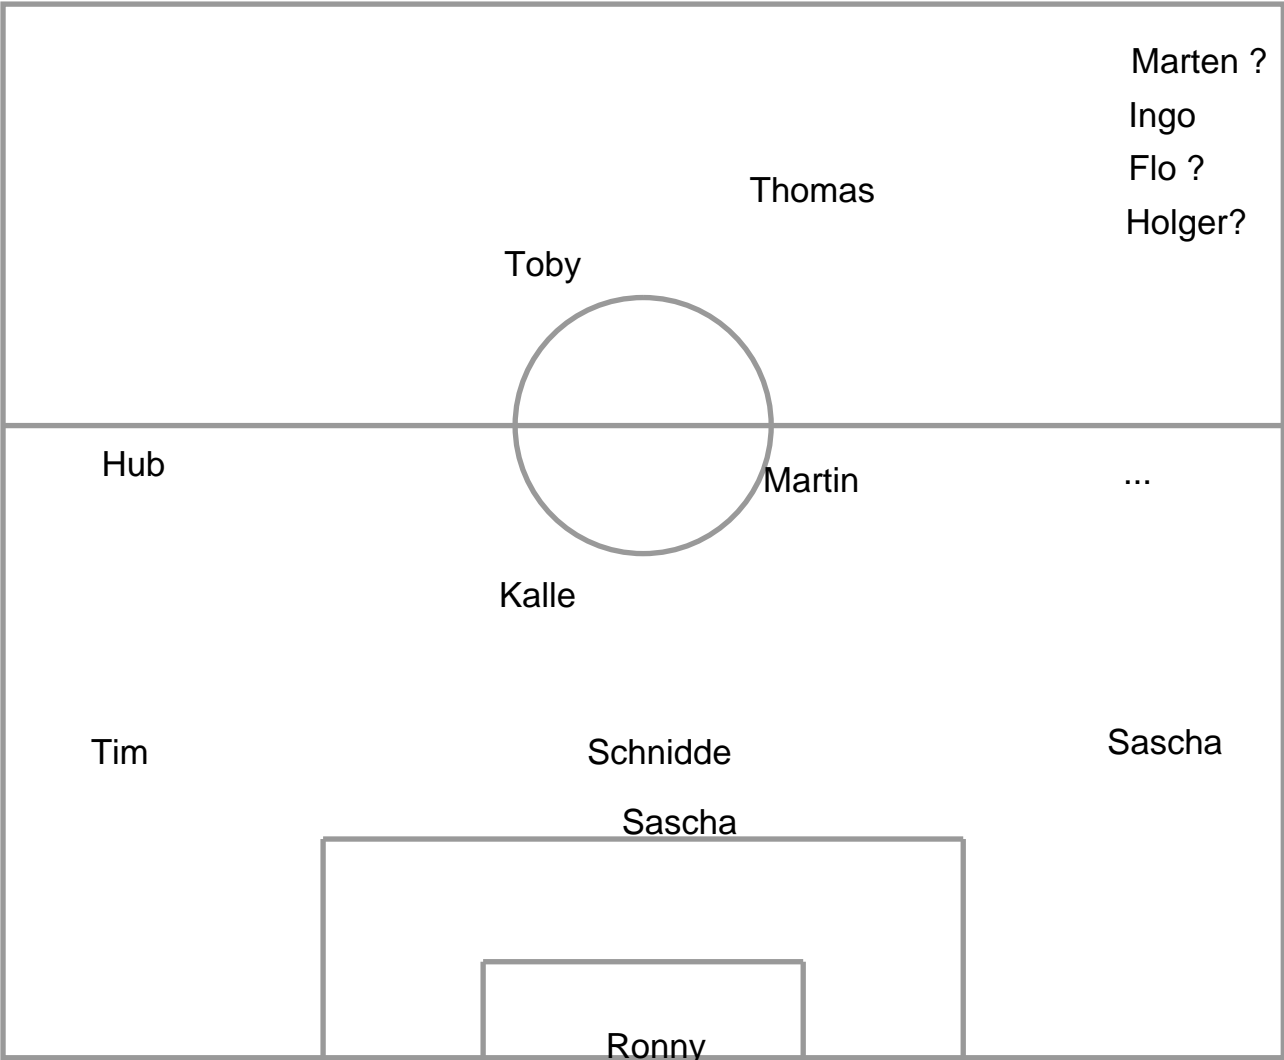 Marten ?
Ingo
Flo ?
Holger?
Thomas
Toby
Hub
Martin
...
Kalle
Tim
Schnidde
Sascha
Sascha
Ronny